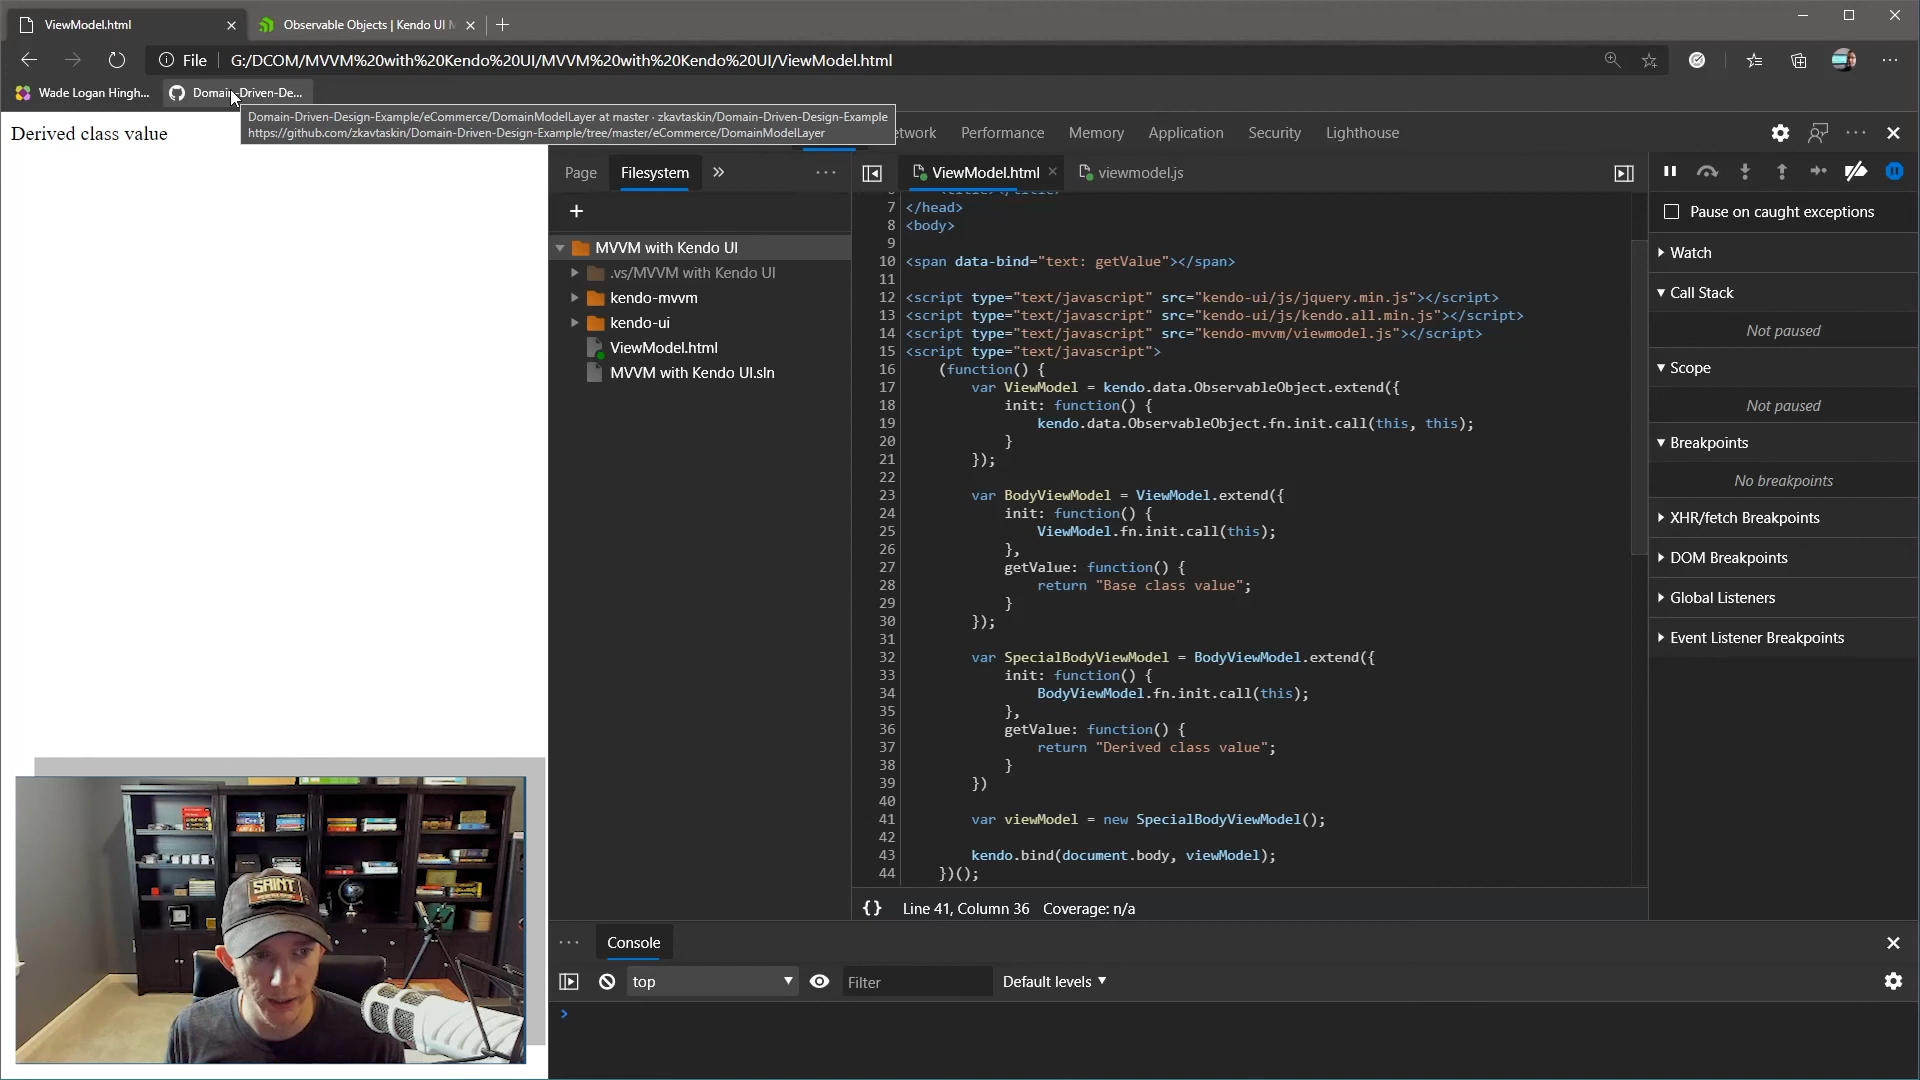 ViewModel.html
Observable Objects | Kendo UI M
File
G:/DCOM/MVVM%20with%20Kendo%20UI/MVVM%20with%20Kendo%20UI/ViewModel.html
Wade Logan Hingh...
Domain-Driven-De...
Domain-Driven-Design-Example/eCommerce/DomainModelLayer at master · zkavtaskin/Domain-Driven-Design-Example
https://github.com/zkavtaskin/Domain-Driven-Design-Example/tree/master/eCommerce/DomainModelLayer
Derived class value
etwork
Performance
Memory
Application
Security
Lighthouse
Page
Filesystem
ViewModel.html
viewmodel.js
MVVM with Kendo UI
.vs/MVVM with Kendo UI
kendo-mvvm
kendo-ui
ViewModel.html
MVVM with Kendo UI.sln
7 </head>
8 <body>
9
10 <span data-bind="text: getValue"></span>
11
12 <script type="text/javascript" src="kendo-ui/js/jquery.min.js"></script>
13 <script type="text/javascript" src="kendo-ui/js/kendo.all.min.js"></script>
14 <script type="text/javascript" src="kendo-mvvm/viewmodel.js"></script>
15 <script type="text/javascript">
16 (function() {
17 var ViewModel = kendo.data.ObservableObject.extend({
18 init: function() {
19 kendo.data.ObservableObject.fn.init.call(this, this);
20 }
21 });
22
23 var BodyViewModel = ViewModel.extend({
24 init: function() {
25 ViewModel.fn.init.call(this);
26 },
27 getValue: function() {
28 return "Base class value";
29 }
30 });
31
32 var SpecialBodyViewModel = BodyViewModel.extend({
33 init: function() {
34 BodyViewModel.fn.init.call(this);
35 },
36 getValue: function() {
37 return "Derived class value";
38 }
39 })
40
41 var viewModel = new SpecialBodyViewModel();
42
43 kendo.bind(document.body, viewModel);
44 })();
{} Line 41, Column 36 Coverage: n/a
Pause on caught exceptions
Watch
Call Stack
Not paused
Scope
Not paused
Breakpoints
No breakpoints
XHR/fetch Breakpoints
DOM Breakpoints
Global Listeners
Event Listener Breakpoints
Console
top
Filter
Default levels
SAINT